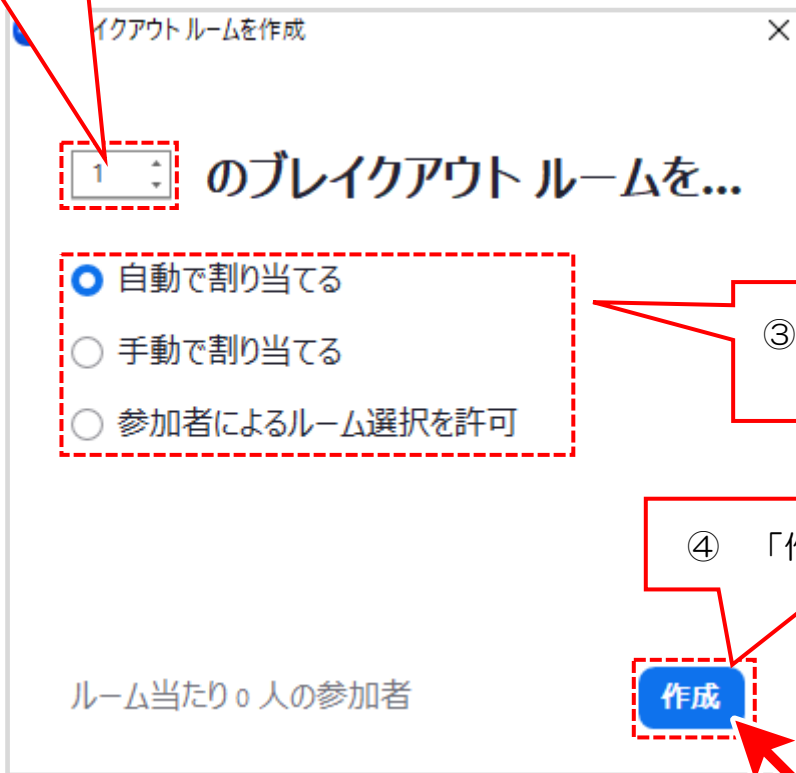 イクアウト ルームを作成
1 のブレイクアウト ルームを...
自動で割り当てる
手動で割り当てる
参加者によるルーム選択を許可
③
④ 「作
ルーム当たり 0 人の参加者
作成